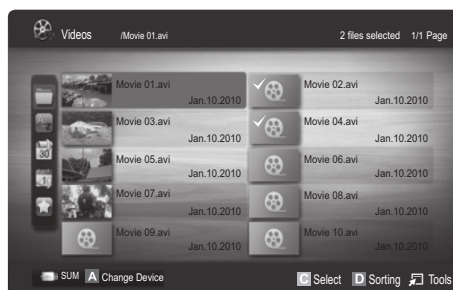 Videos /Movie 01.avi 2 files selected 1/1 Page
Movie 01.avi Movie 02.avi
Jan.10.2010 Jan.10.2010
Movie 03.avi Movie 04.avi
Jan.10.2010 Jan.10.2010
30
Movie 05.avi Movie 06.avi
Jan.10.2010 Jan.10.2010
Movie 07.avi Movie 08.avi
Jan.10.2010 Jan.10.2010
Movie 09.avi Movie 10.avi
Jan.10.2010 Jan.10.2010
SUM A Change Device C Select D Sorting Tools